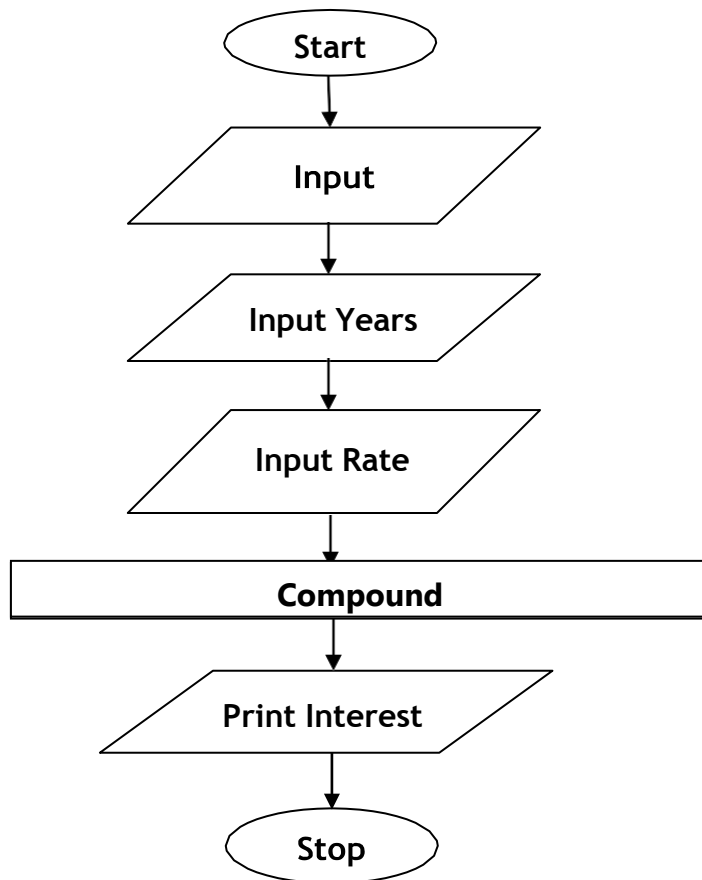 Start
Input
Input Years
Input Rate
Compound
Print Interest
Stop